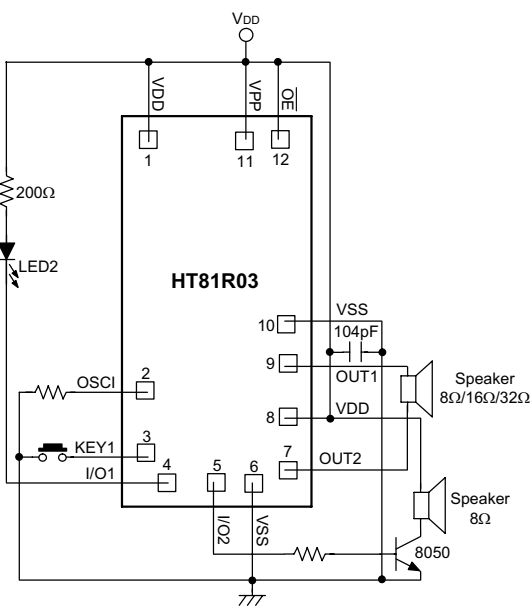 VDD
VDD
VPP
OE
1
11
12
200Ω
LED2
HT81R03
VSS
10
104pF
9
OUT1
Speaker
8Ω/16Ω/32Ω
2
OSCI
8
VDD
3
KEY1
7
OUT2
4
I/O1
5
6
I/O2
VSS
Speaker
8Ω
8050